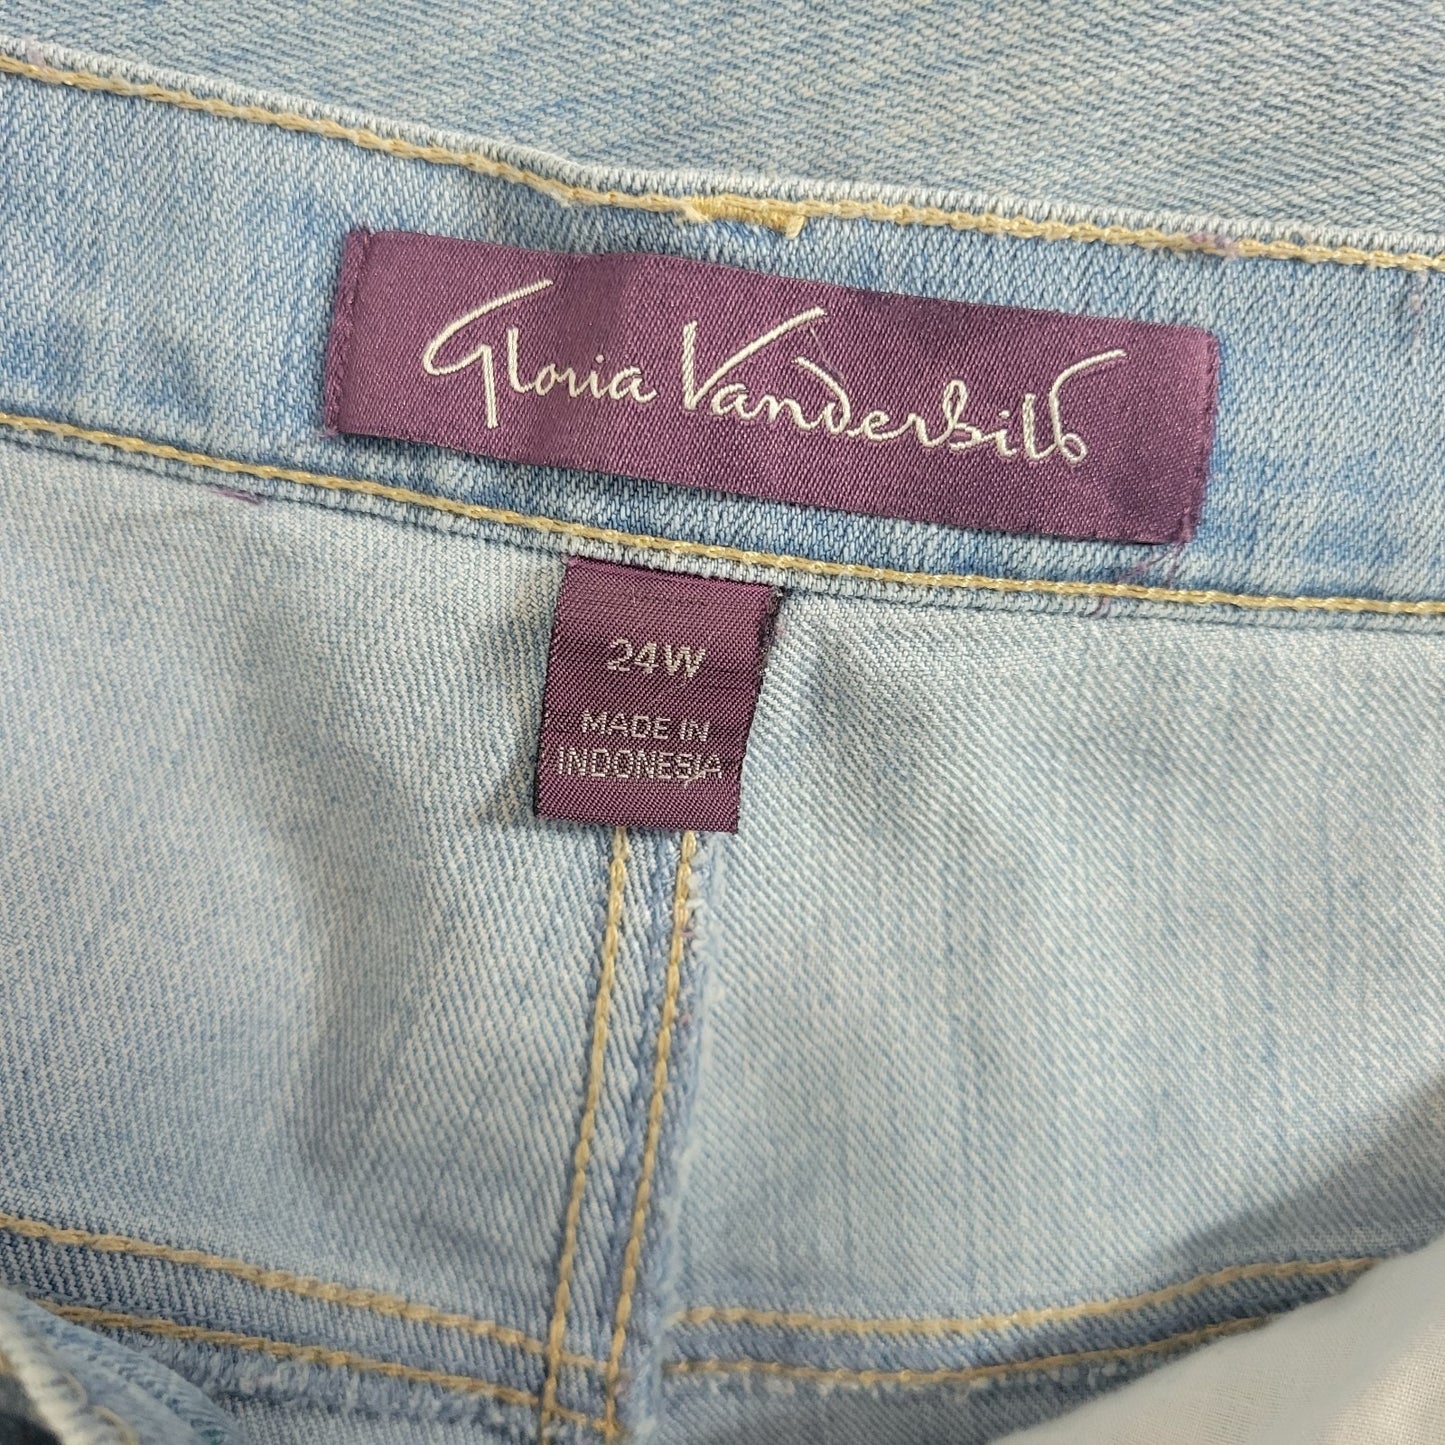 Gloria Vanderbilt
24W
MADE IN
INDONESIA